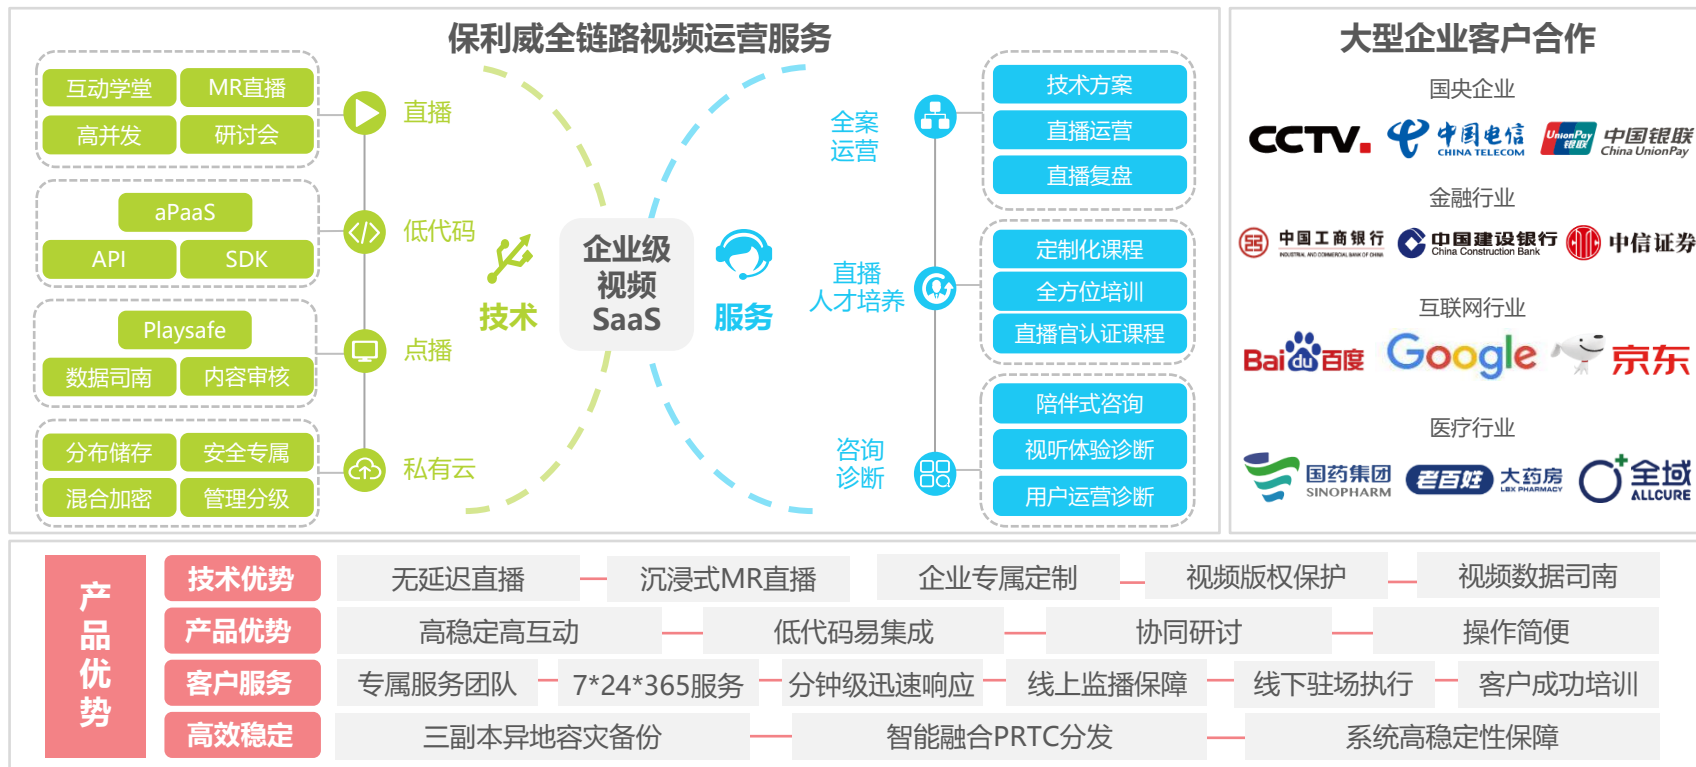 保利威全链路视频运营服务
互动学堂
MR直播
高并发
研讨会
直播
aPaaS
API
SDK
低代码
Playsafe
数据司南
内容审核
点播
分布储存
安全专属
混合加密
管理分级
私有云
技术
企业级
视频
SaaS
服务
全案
运营
技术方案
直播运营
直播复盘
直播
人才培养
定制化课程
全方位培训
直播官认证课程
咨询
诊断
陪伴式咨询
视听体验诊断
用户运营诊断
大型企业客户合作
国央企业
CCTV.
中国电信
CHINA TELECOM
UnionPay
银联
中国银联
China UnionPay
金融行业
中国工商银行
INDUSTRIAL AND COMMERCIAL BANK OF CHINA
中国建设银行
China Construction Bank
中信证券
互联网行业
Bai du 百度
Google
京东
医疗行业
国药集团
SINOPHARM
老百姓
大药房
LBX PHARMACY
全域
ALLCURE
产品优势
技术优势
无延迟直播
沉浸式MR直播
企业专属定制
视频版权保护
视频数据司南
产品优势
高稳定高互动
低代码易集成
协同研讨
操作简便
客户服务
专属服务团队
7*24*365服务
分钟级迅速响应
线上监播保障
线下驻场执行
客户成功培训
高效稳定
三副本异地容灾备份
智能融合PRTC分发
系统高稳定性保障